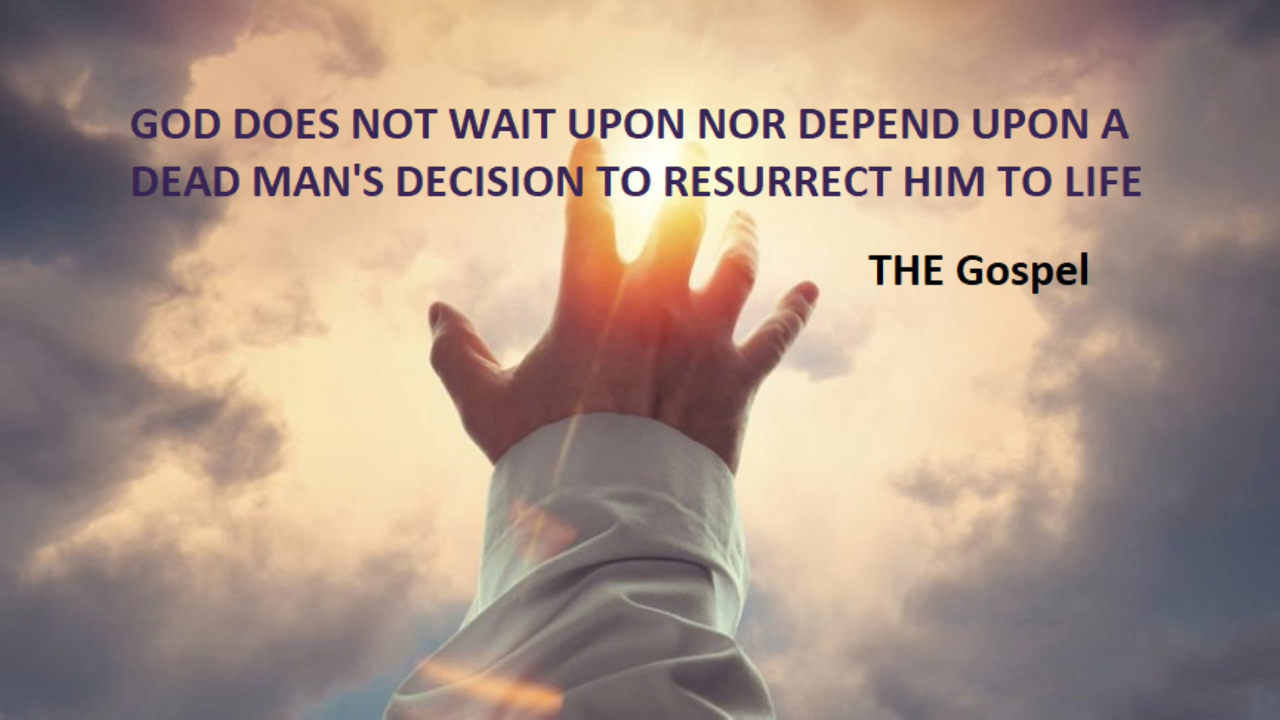 GOD DOES NOT WAIT UPON NOR DEPEND UPON A
DEAD MAN'S DECISION TO RESURRECT HIM TO LIFE
THE Gospel